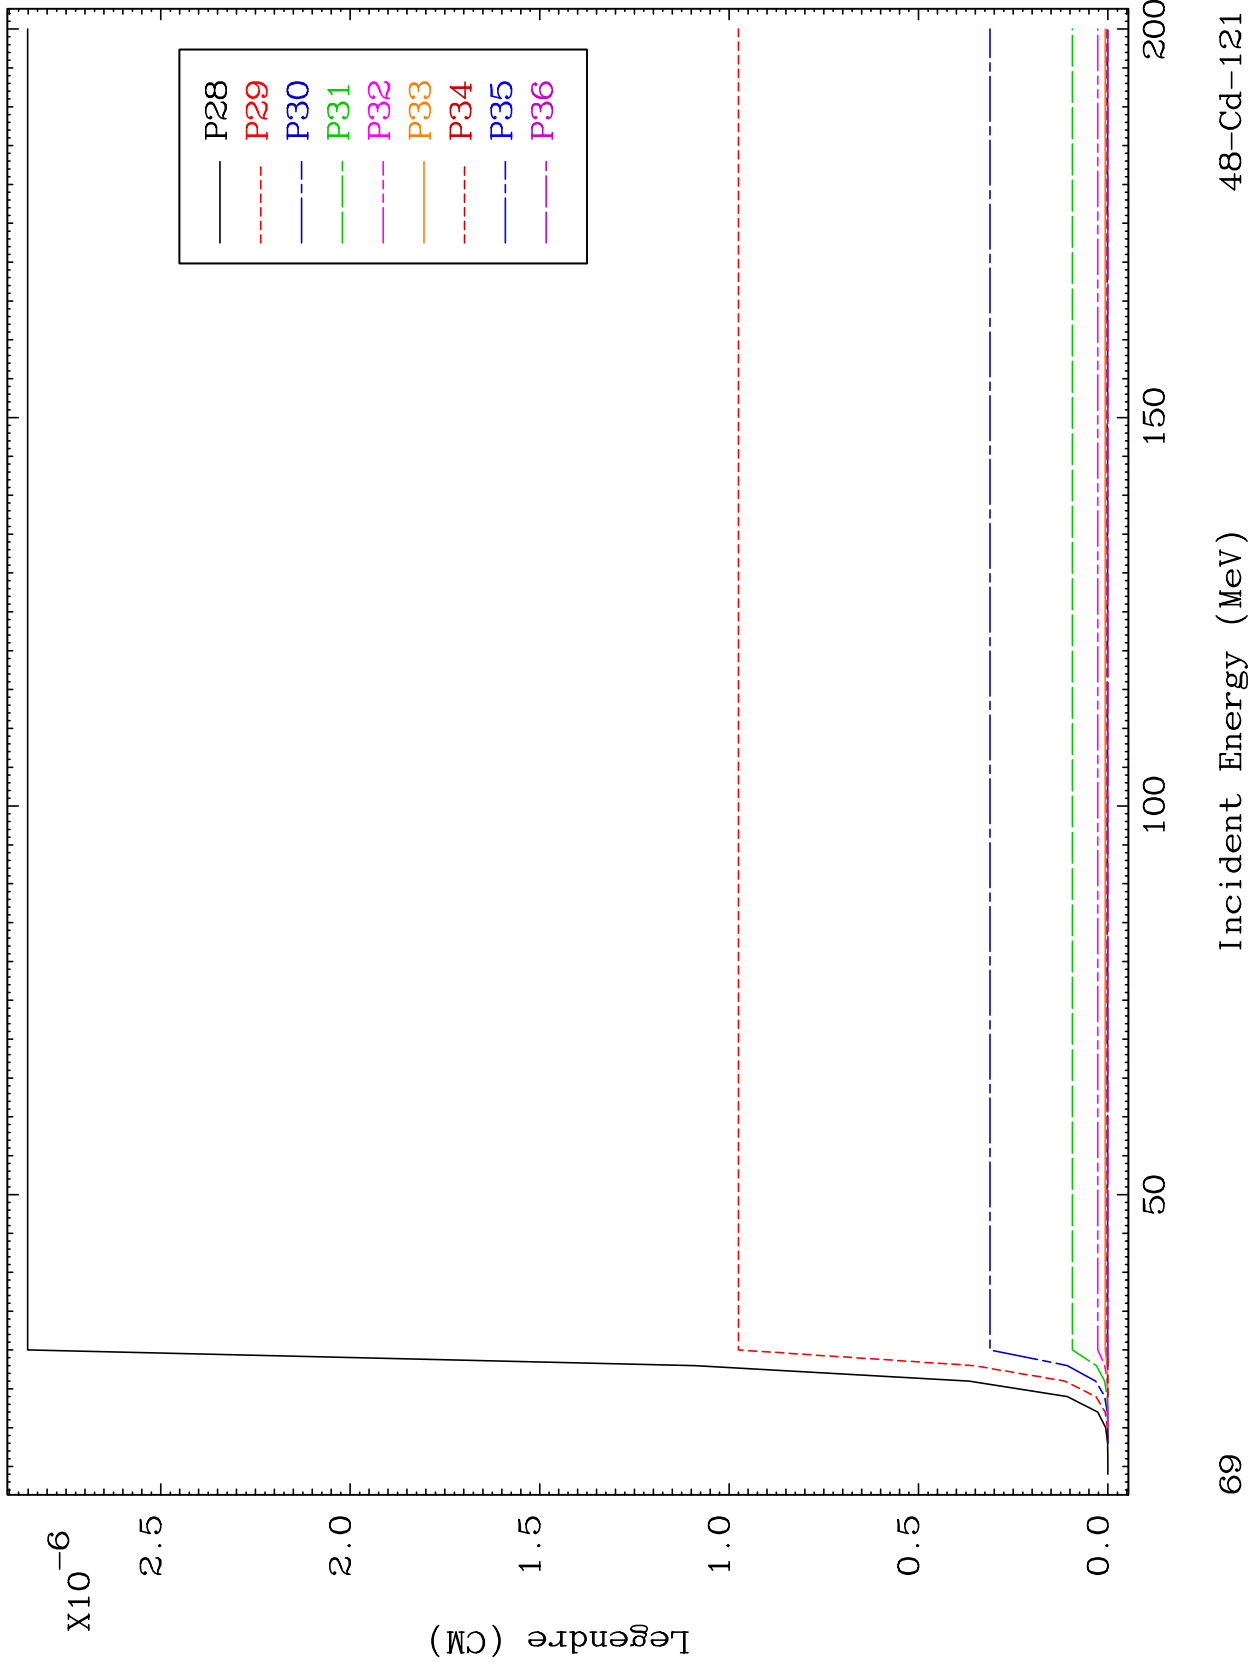 X10-6
2.5
2.0
1.5
1.0
0.5
0.0
Legendre (CM)
P28
P29
P30
P31
P32
P33
P34
P35
P36
50
100
150
200
Incident Energy (MeV)
69
48-Cd-121